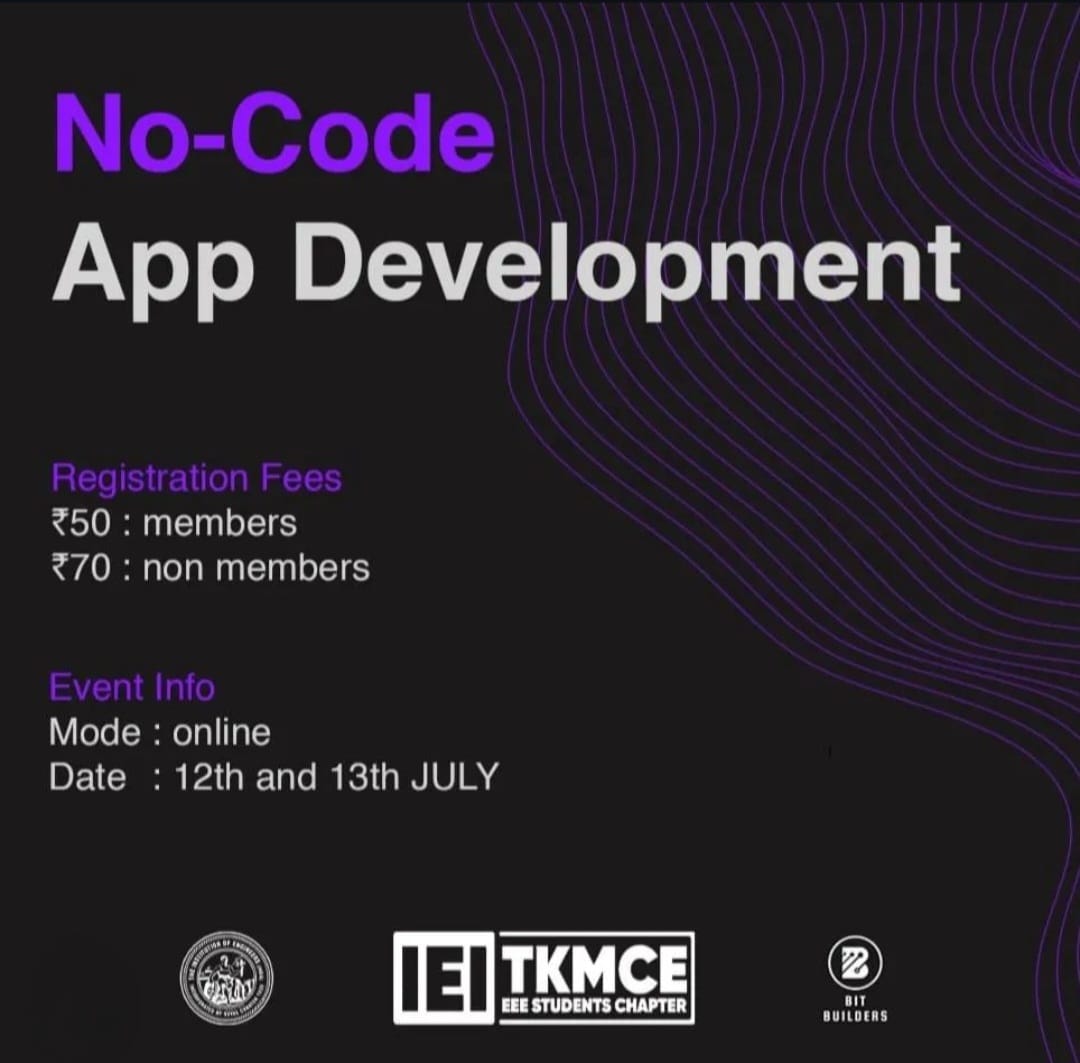 No-Code
App Development
Registration Fees
₹50 : members
₹70 : non members
Event Info
Mode : online
Date : 12th and 13th JULY
IEI TKMCE
EEE STUDENTS CHAPTER
BIT
BUILDERS